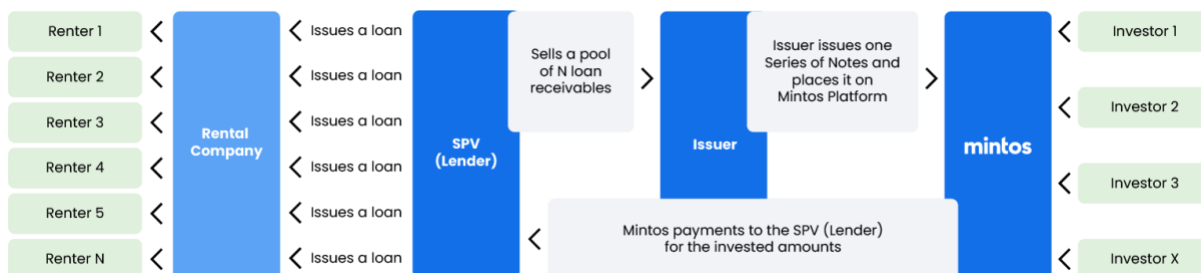 Renter 1
Renter 2
Renter 3
Renter 4
Renter 5
Renter N
Rental
Company
Issues a loan
Issues a loan
Issues a loan
Issues a loan
Issues a loan
Issues a loan
SPV
(Lender)
Sells a pool
of N loan
receivables
Issuer
Issuer issues one
Series of Notes and
places it on
Mintos Platform
Mintos payments to the SPV (Lender)
for the invested amounts
mintos
Investor 1
Investor 2
Investor 3
Investor X